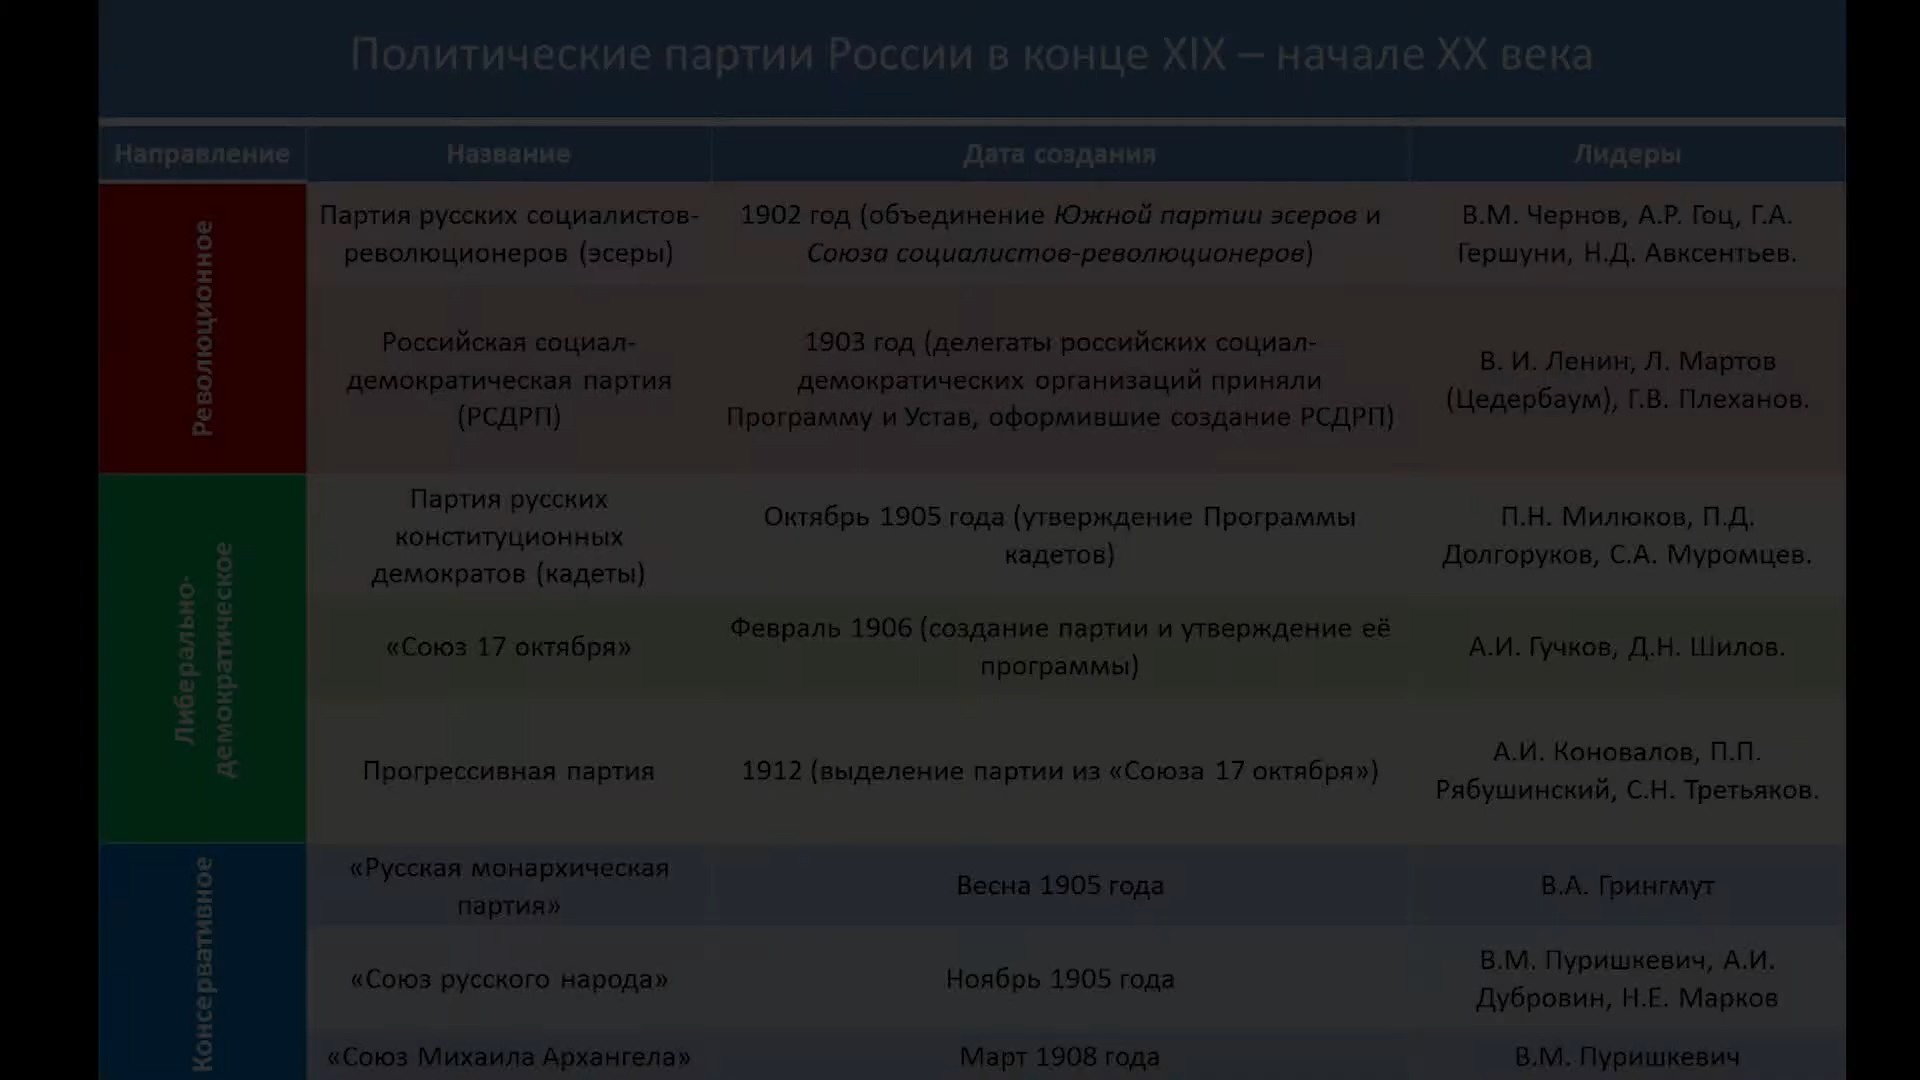 Политические партии России в конце XIX – начале XX века
Направление
Название
Дата создания
Лидеры
Революционное
Партия русских социалистов-
революционеров (эсеры)
1902 год (объединение Южной партии эсеров и
Союза социалистов-революционеров)
В.М. Чернов, А.Р. Гоц, Г.А.
Гершуни, Н.Д. Авксентьев.
Российская социал-
демократическая партия
(РСДРП)
1903 год (делегаты российских социал-
демократических организаций приняли
Программу и Устав, оформившие создание РСДРП)
В. И. Ленин, Л. Мартов
(Цедербаум), Г.В. Плеханов.
Либерально-
демократическое
Партия русских
конституционных
демократов (кадеты)
Октябрь 1905 года (утверждение Программы
кадетов)
П.Н. Милюков, П.Д.
Долгоруков, С.А. Муромцев.
«Союз 17 октября»
Февраль 1906 (создание партии и утверждение её
программы)
А.И. Гучков, Д.Н. Шилов.
Прогрессивная партия
1912 (выделение партии из «Союза 17 октября»)
А.И. Коновалов, П.П.
Рябушинский, С.Н. Третьяков.
Консервативное
«Русская монархическая
партия»
Весна 1905 года
В.А. Грингмут
«Союз русского народа»
Ноябрь 1905 года
В.М. Пуришкевич, А.И.
Дубровин, Н.Е. Марков
«Союз Михаила Архангела»
Март 1908 года
В.М. Пуришкевич